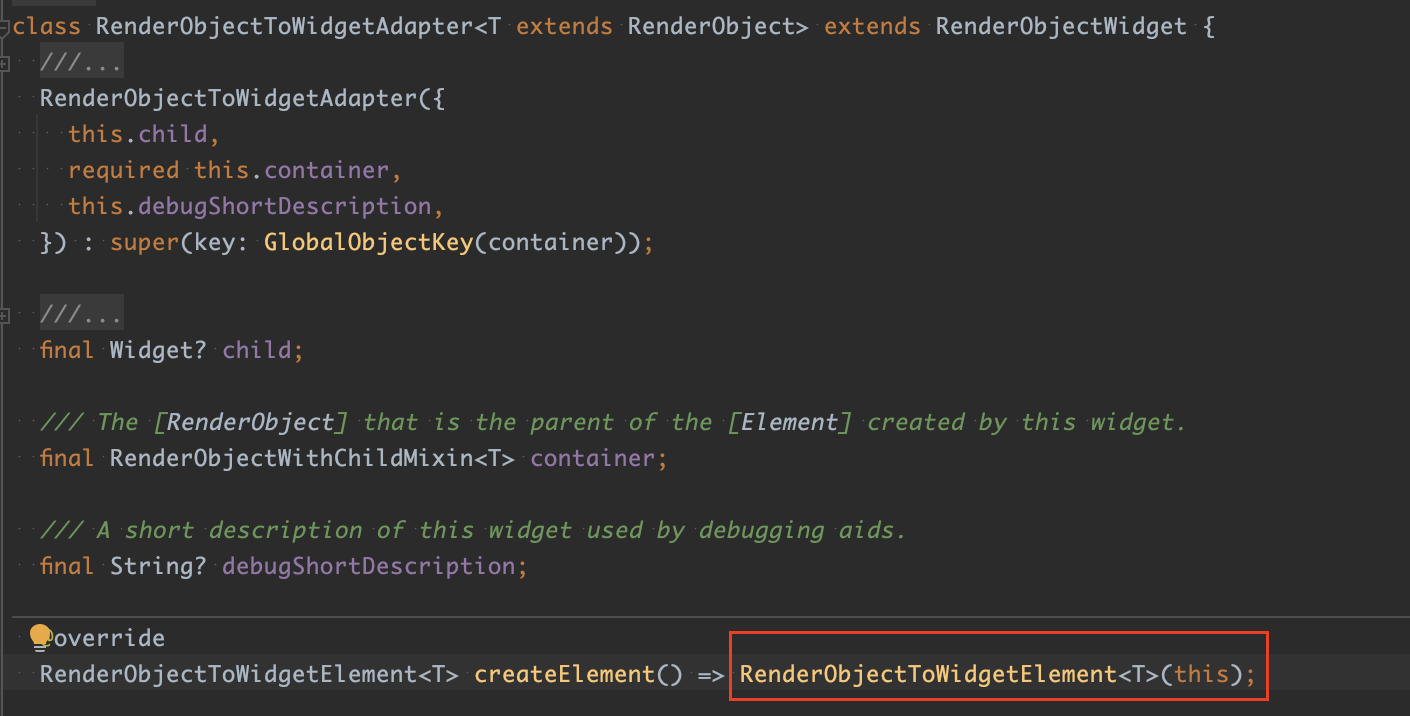 class RenderObjectToWidgetAdapter<T extends RenderObject> extends RenderObjectWidget {
///...
RenderObjectToWidgetAdapter({
this.child,
required this.container,
this.debugShortDescription,
}) : super(key: GlobalObjectKey(container));
///...
final Widget? child;
/// The [RenderObject] that is the parent of the [Element] created by this widget.
final RenderObjectWithChildMixin<T> container;
/// A short description of this widget used by debugging aids.
final String? debugShortDescription;
@override
RenderObjectToWidgetElement<T> createElement() => RenderObjectToWidgetElement<T>(this);